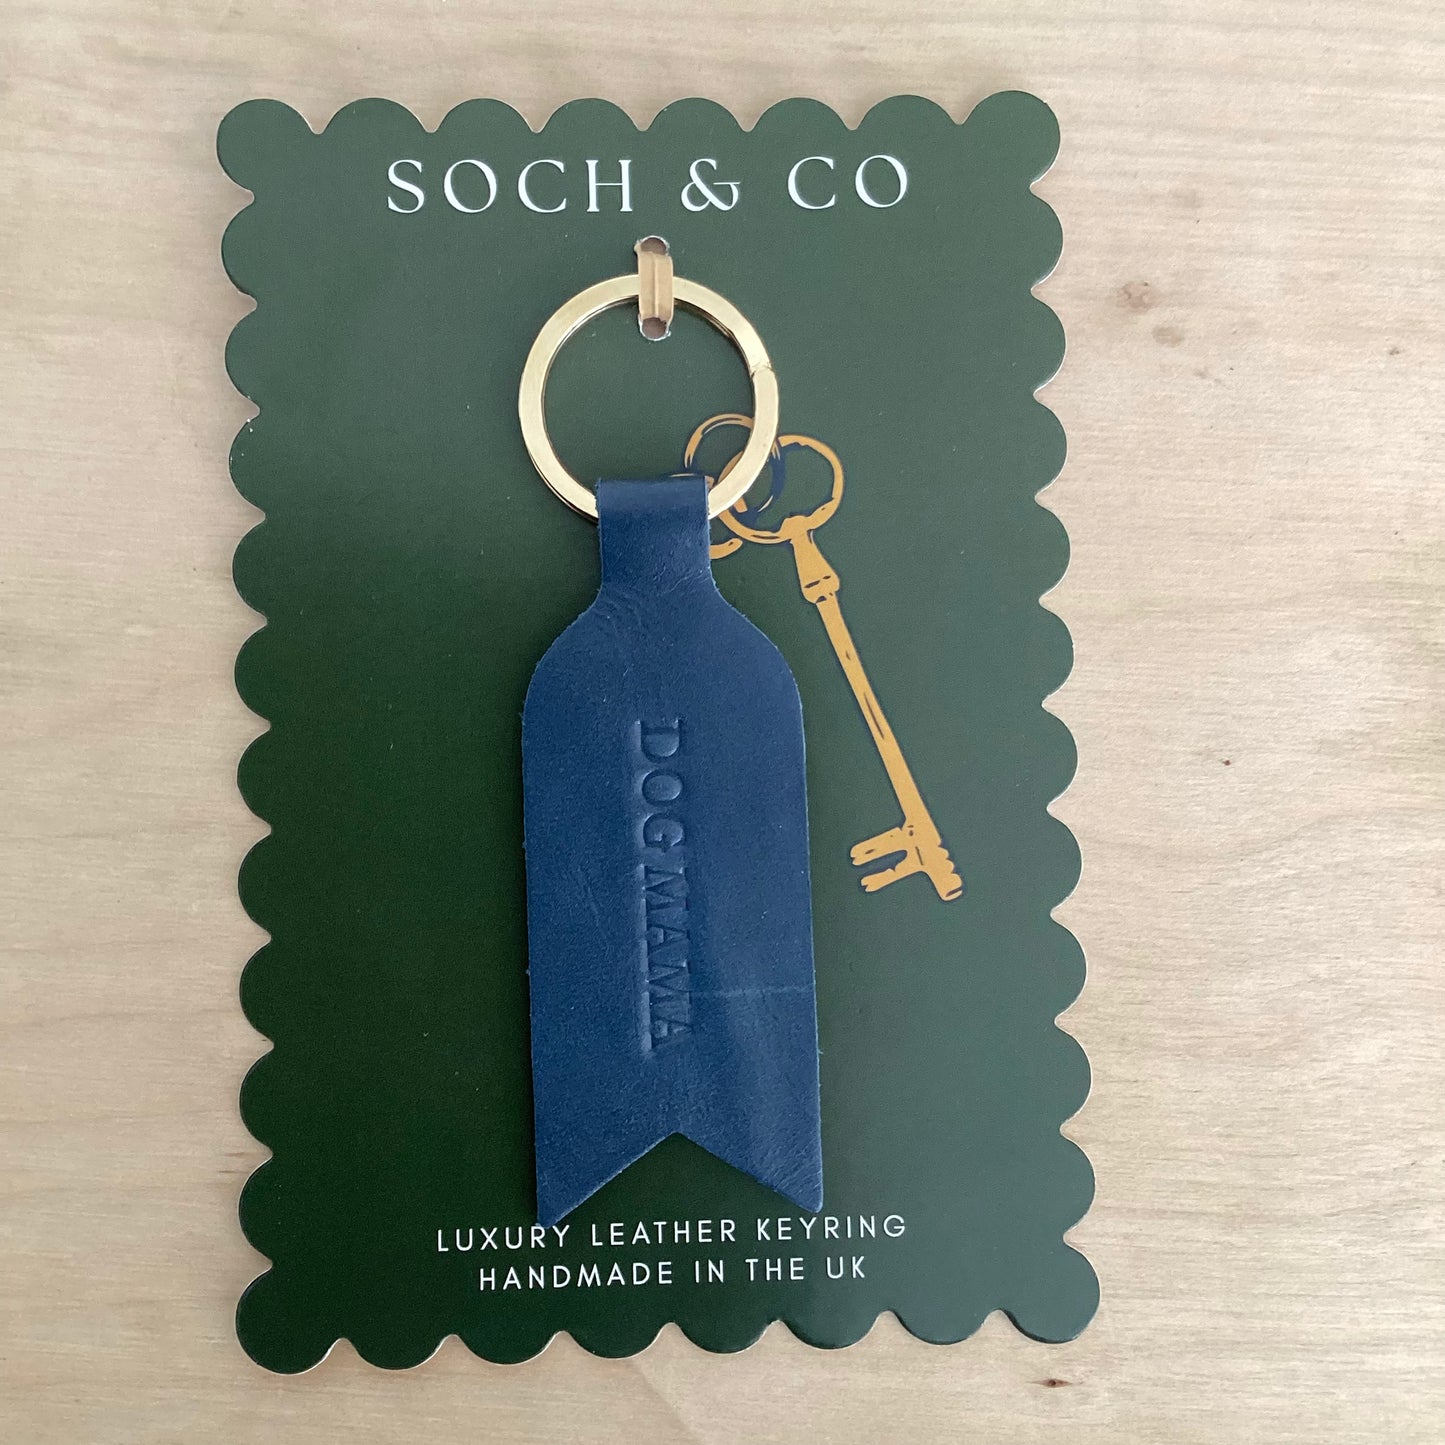 SOCH & CO
DOG MAMA
LUXURY LEATHER KEYRING
HANDMADE IN THE UK